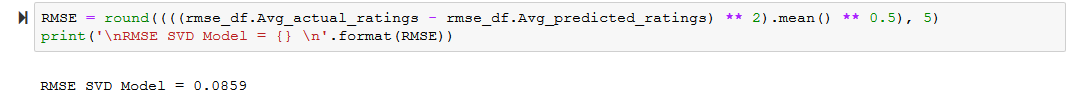 RMSE = round((((rmse_df.Avg_actual_ratings - rmse_df.Avg_predicted_ratings) ** 2).mean() ** 0.5), 5)
print('\nRMSE SVD Model = {} \n'.format(RMSE))
RMSE SVD Model = 0.0859